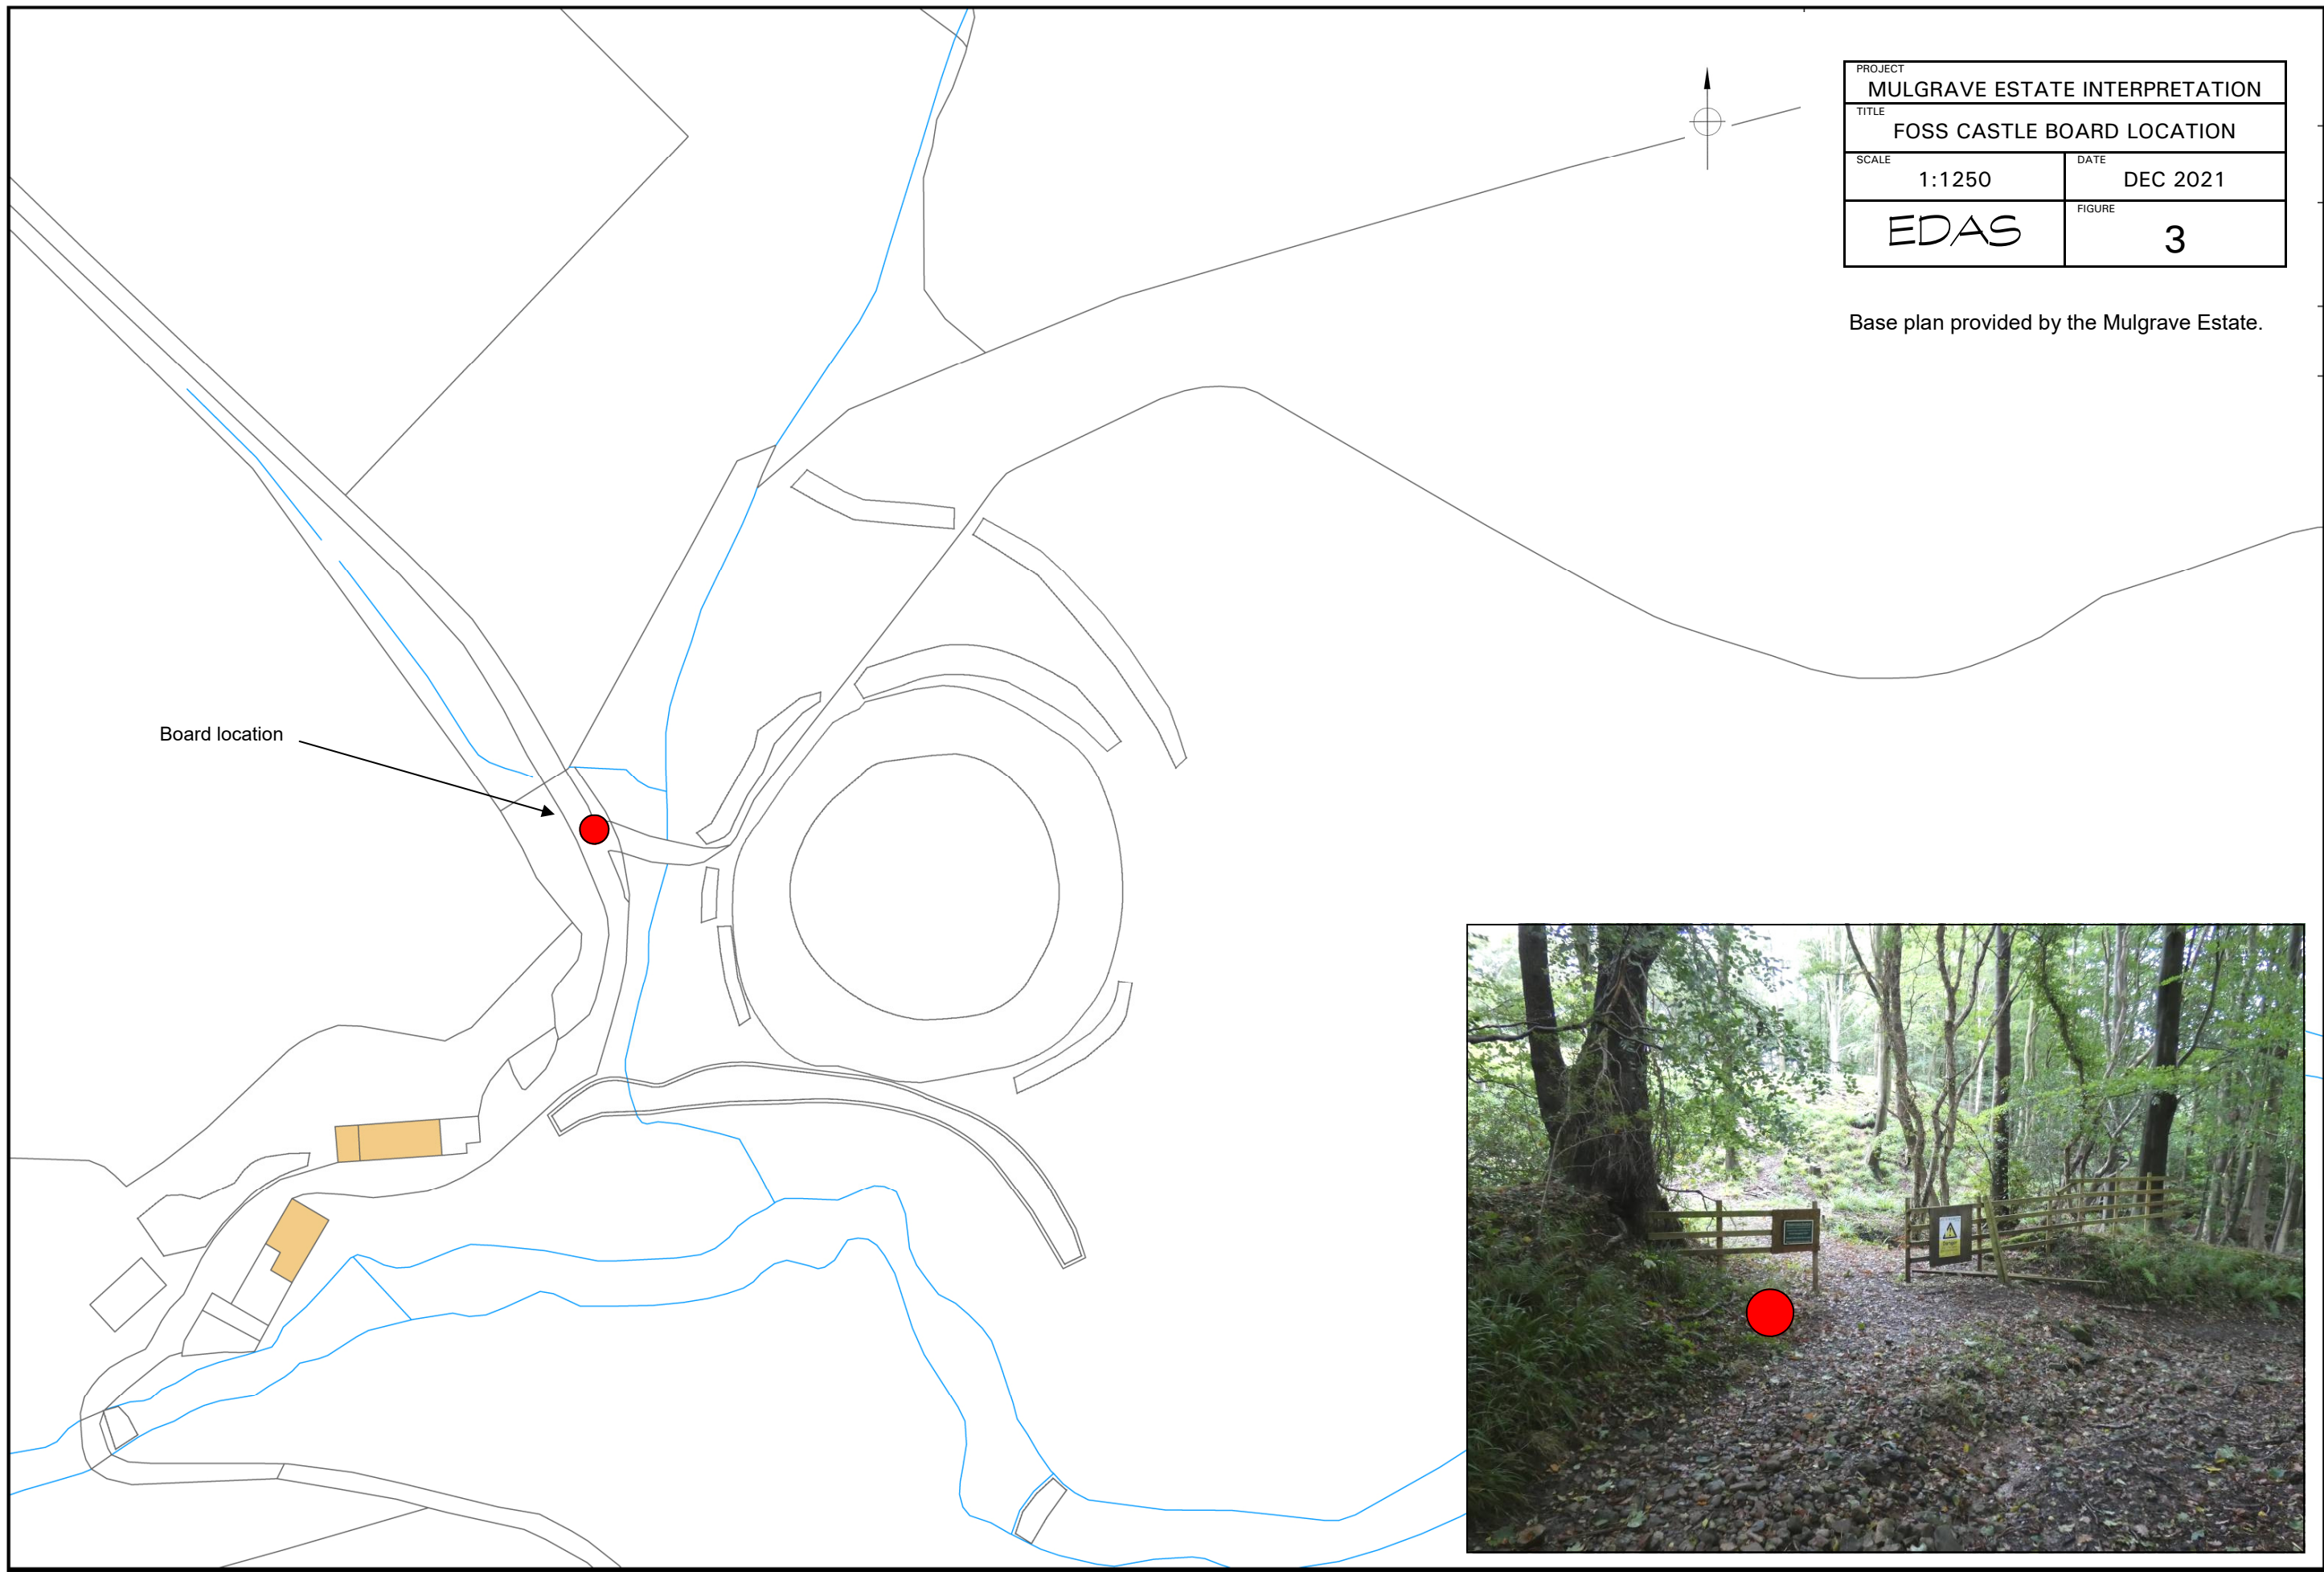 PROJECT
MULGRAVE ESTATE INTERPRETATION
TITLE
FOSS CASTLE BOARD LOCATION
SCALE
1:1250
DATE
DEC 2021
EDAS
FIGURE
3
Base plan provided by the Mulgrave Estate.
Board location